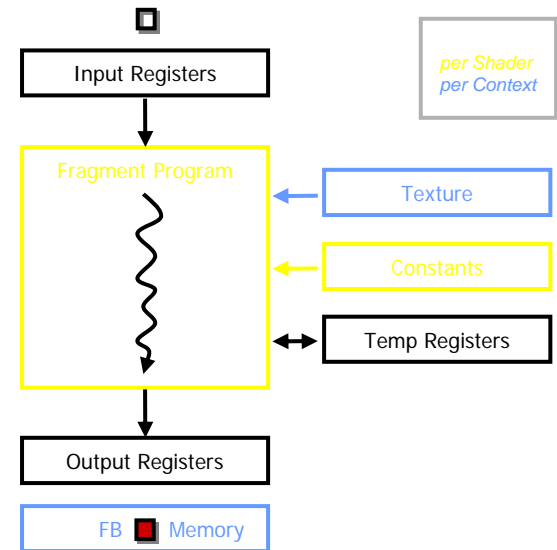 Input Registers
per Shader
per Context
Fragment Program
Texture
Constants
Temp Registers
Output Registers
FB Memory